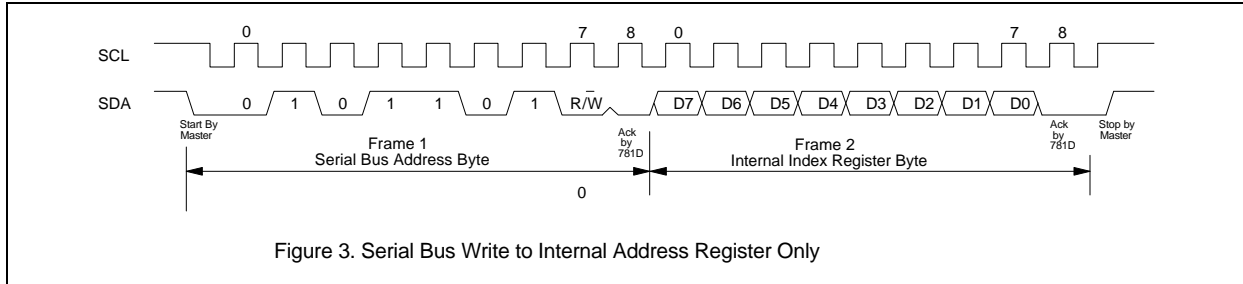 0 7 8 0 7 8
SCL
SDA 0 1 0 1 1 0 1 R/W D7 D6 D5 D4 D3 D2 D1 D0
Start By
Master
Ack
by
781D
Ack
by
781D
Stop by
Master
Frame 1
Serial Bus Address Byte
Frame 2
Internal Index Register Byte
0
Figure 3. Serial Bus Write to Internal Address Register Only